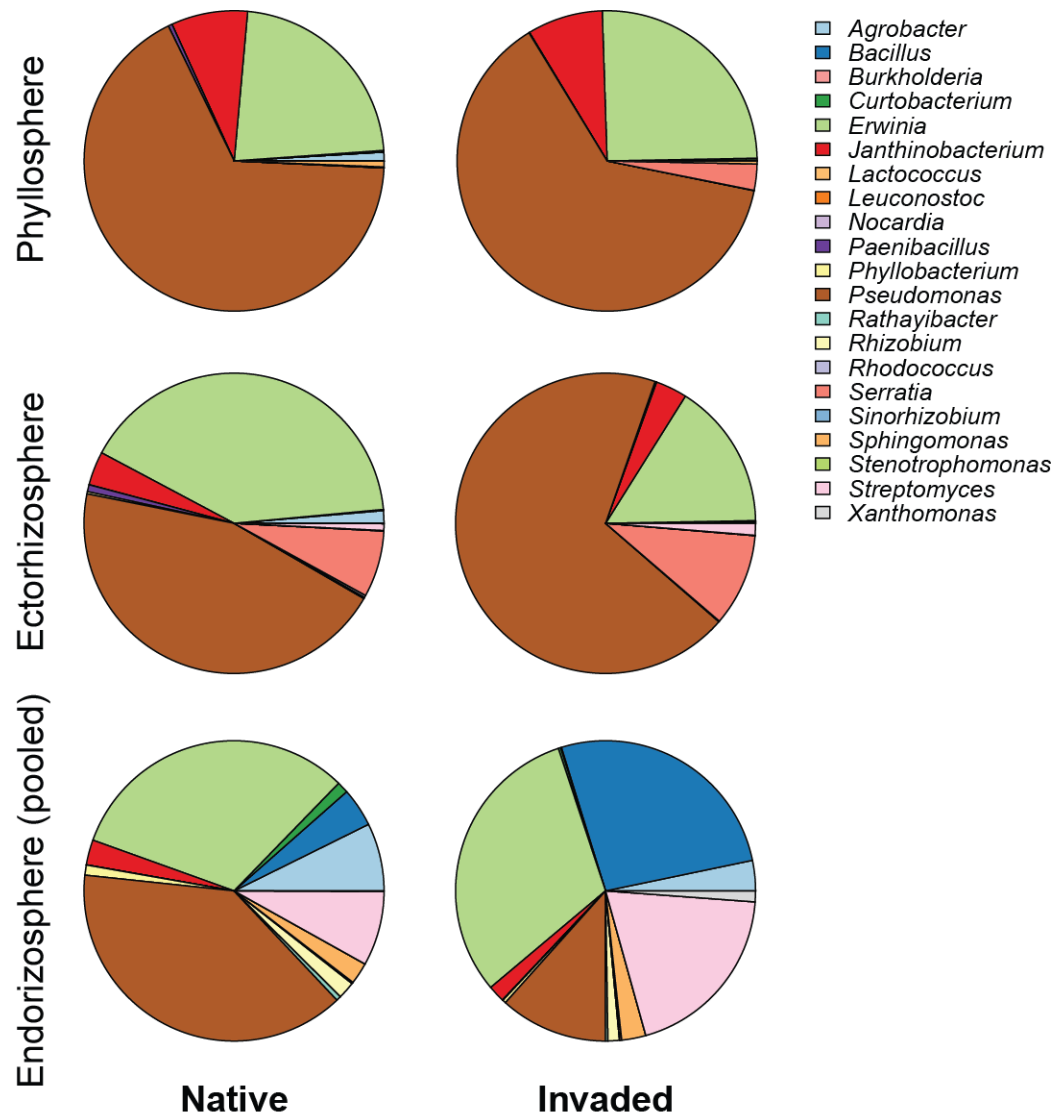 Phyllosphere
Agrobacter
Bacillus
Burkholderia
Curtobacterium
Erwinia
Janthinobacterium
Lactococcus
Leuconostoc
Nocardia
Paenibacillus
Phyllobacterium
Pseudomonas
Rathayibacter
Rhizobium
Rhodococcus
Serratia
Sinorhizobium
Sphingomonas
Stenotrophomonas
Streptomyces
Xanthomonas
Ectorhizosphere
Endorizosphere (pooled)
Native
Invaded